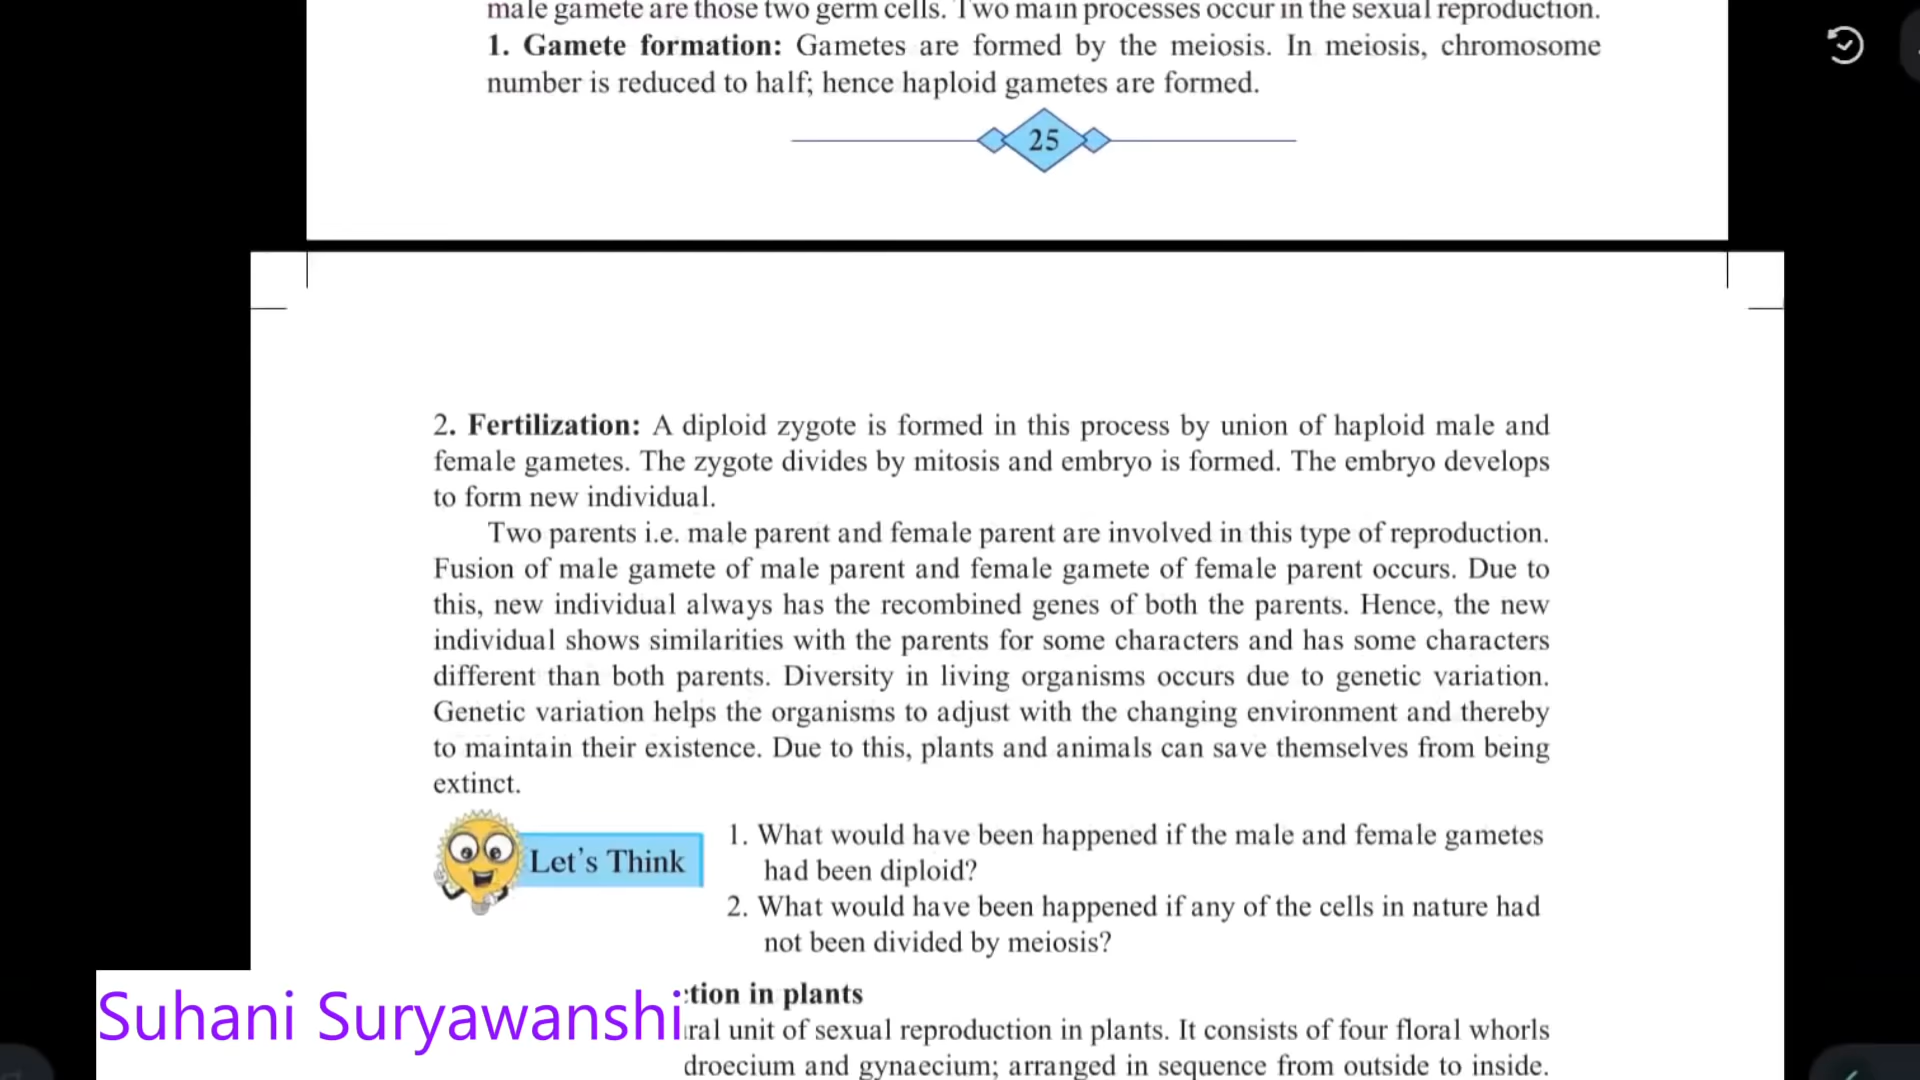 male gamete are those two germ cells. Two main processes occur in the sexual reproduction.
1. Gamete formation: Gametes are formed by the meiosis. In meiosis, chromosome
number is reduced to half; hence haploid gametes are formed.
25
2. Fertilization: A diploid zygote is formed in this process by union of haploid male and
female gametes. The zygote divides by mitosis and embryo is formed. The embryo develops
to form new individual.
Two parents i.e. male parent and female parent are involved in this type of reproduction.
Fusion of male gamete of male parent and female gamete of female parent occurs. Due to
this, new individual always has the recombined genes of both the parents. Hence, the new
individual shows similarities with the parents for some characters and has some characters
different than both parents. Diversity in living organisms occurs due to genetic variation.
Genetic variation helps the organisms to adjust with the changing environment and thereby
to maintain their existence. Due to this, plants and animals can save themselves from being
extinct.
Let's Think
1. What would have been happened if the male and female gametes
had been diploid?
2. What would have been happened if any of the cells in nature had
not been divided by meiosis?
tion in plants
Suhani Suryawanshi
ral unit of sexual reproduction in plants. It consists of four floral whorls
droecium and gynaecium; arranged in sequence from outside to inside.